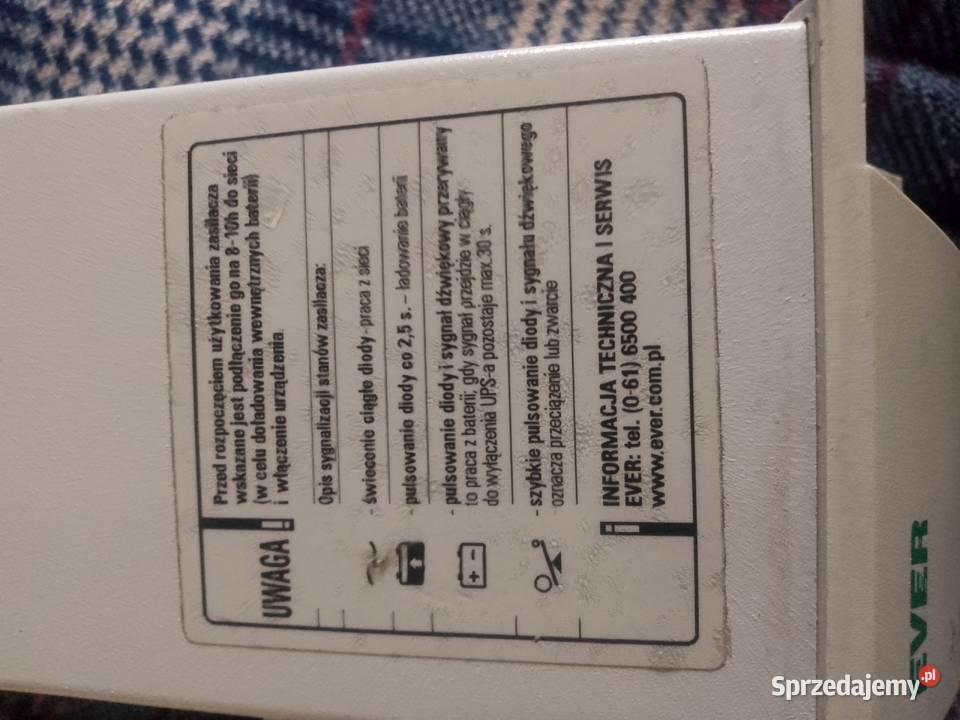 UWAGA !
Przed rozpoczęciem użytkowania zasilacza
wskazane jest podłączenie go na 8-10h do sieci
(w celu doładowania wewnętrznych baterii)
i włączenie urządzenia.
Opis sygnalizacji stanów zasilacza:
- świecenie ciągłe diody-praca z sieci
- pulsowanie diody co 2,5 s. – ładowanie baterii
- pulsowanie diody i sygnał dźwiękowy przerywany
to praca z baterii; gdy sygnał przejdzie w ciągły
do wyłączenia UPS-a pozostaje max.30 s.
- szybkie pulsowanie diody i sygnału dźwiękowego
oznacza przeciążenie lub zwarcie
i
INFORMACJA TECHNICZNA I SERWIS
EVER: tel. (0-61) 6500 400
www.ever.com.pl
EVER
Sprzedajemy.pl